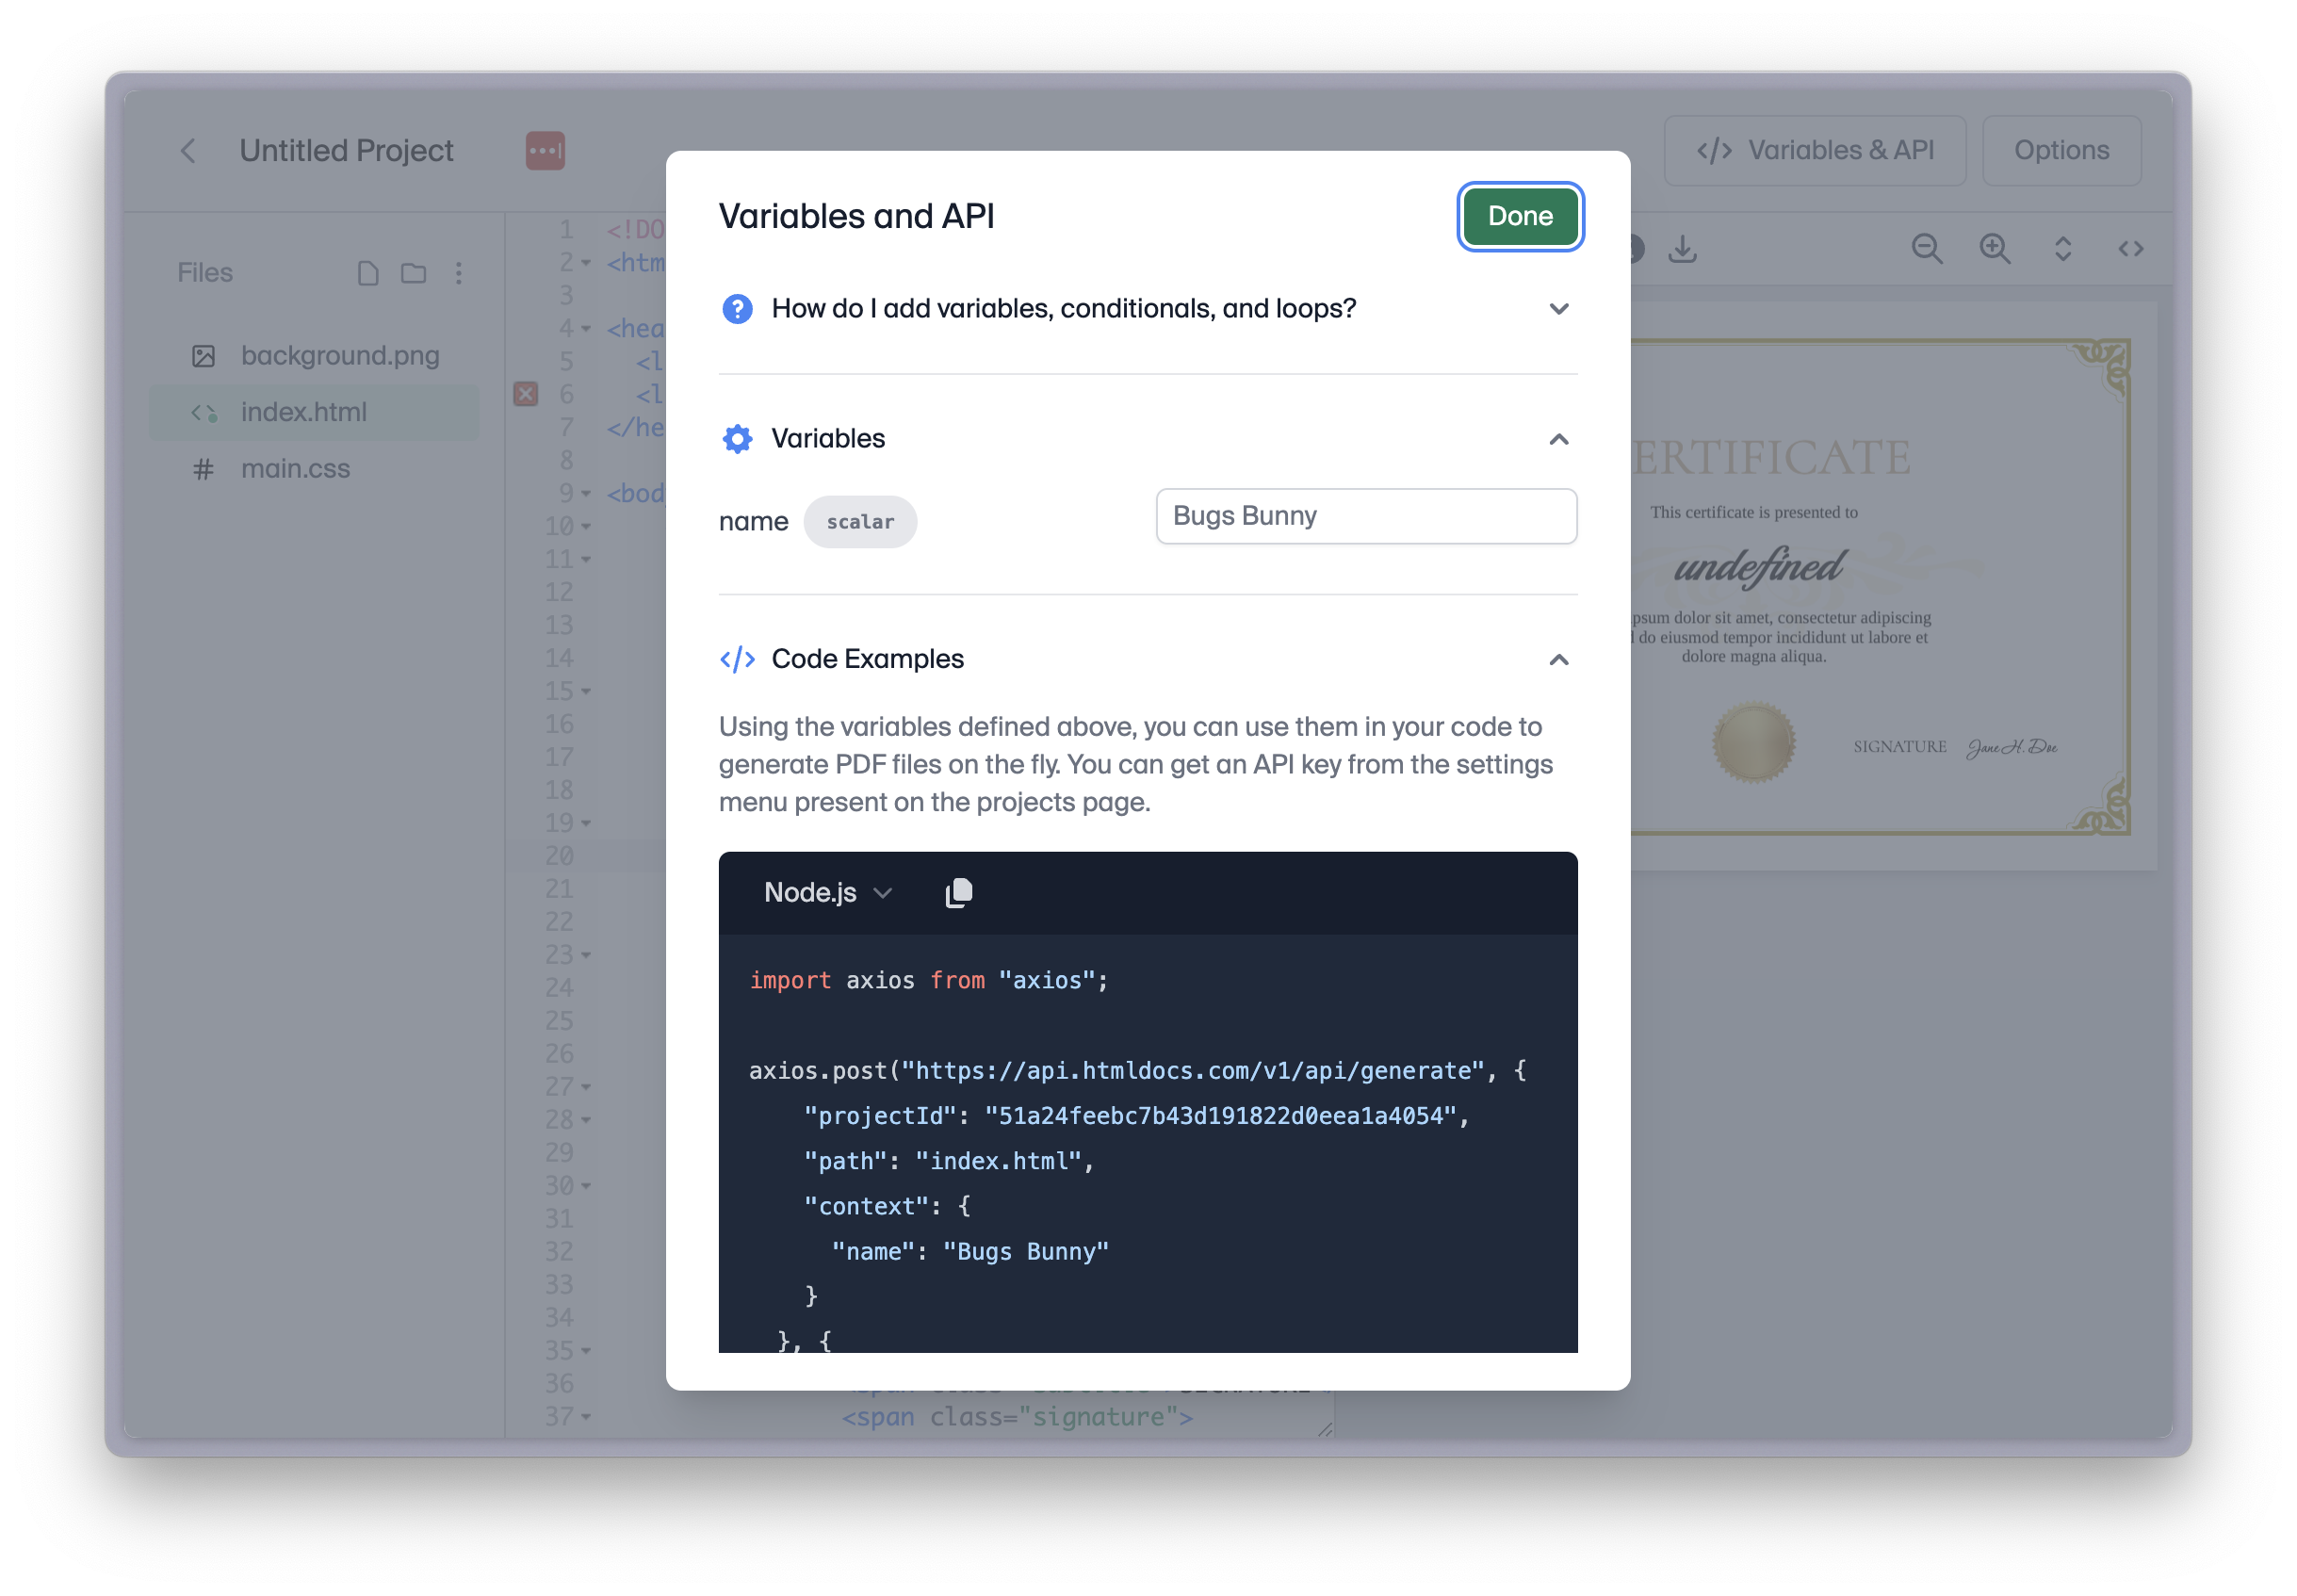 Untitled Project
Variables & API
Options
Files
background.png
index.html
main.css
1 <!DO
2 <htm
3
4 <hea
5 <l
6 <l
7 </he
8
9 <bod
10
11
12
13
14
15
16
17
18
19
20
21
22
23
24
25
26
27
28
29
30
31
32
33
34
35
36
37 <span class="signature">
Variables and API
Done
How do I add variables, conditionals, and loops?
Variables
name scalar Bugs Bunny
Code Examples
Using the variables defined above, you can use them in your code to
generate PDF files on the fly. You can get an API key from the settings
menu present on the projects page.
Node.js
import axios from "axios";
axios.post("https://api.htmldocs.com/v1/api/generate", {
"projectId": "51a24feebc7b43d191822d0eea1a4054",
"path": "index.html",
"context": {
"name": "Bugs Bunny"
}
}, {
ERTIFICATE
This certificate is presented to
undefined
psum dolor sit amet, consectetur adipiscing
d do eiusmod tempor incididunt ut labore et
dolore magna aliqua.
SIGNATURE Jane H. Doe